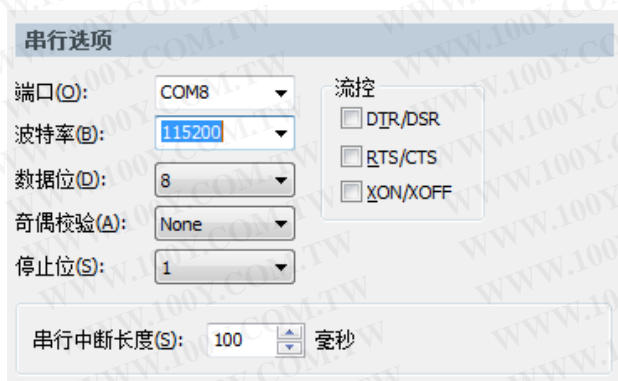 串行选项
端口(O): COM8
波特率(B): 115200
数据位(D): 8
奇偶校验(A): None
停止位(S): 1
流控
DTR/DSR
RTS/CTS
XON/XOFF
串行中断长度(S): 100 毫秒
WWW.100Y.COM.TW